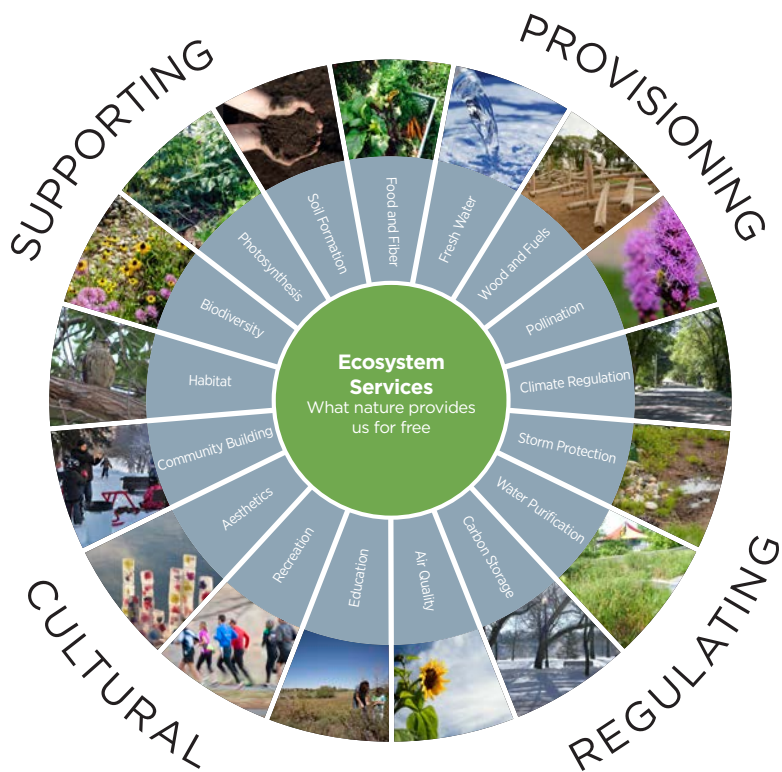 SUPPORTING
PROVISIONING
Food and Fiber
Fresh Water
Wood and Fuels
Pollination
Climate Regulation
Storm Protection
Water Purification
Carbon Storage
Air Quality
Education
Recreation
Aesthetics
Community Building
Habitat
Biodiversity
Photosynthesis
Soil Formation
Ecosystem
Services
What nature provides
us for free
CULTURAL
REGULATING